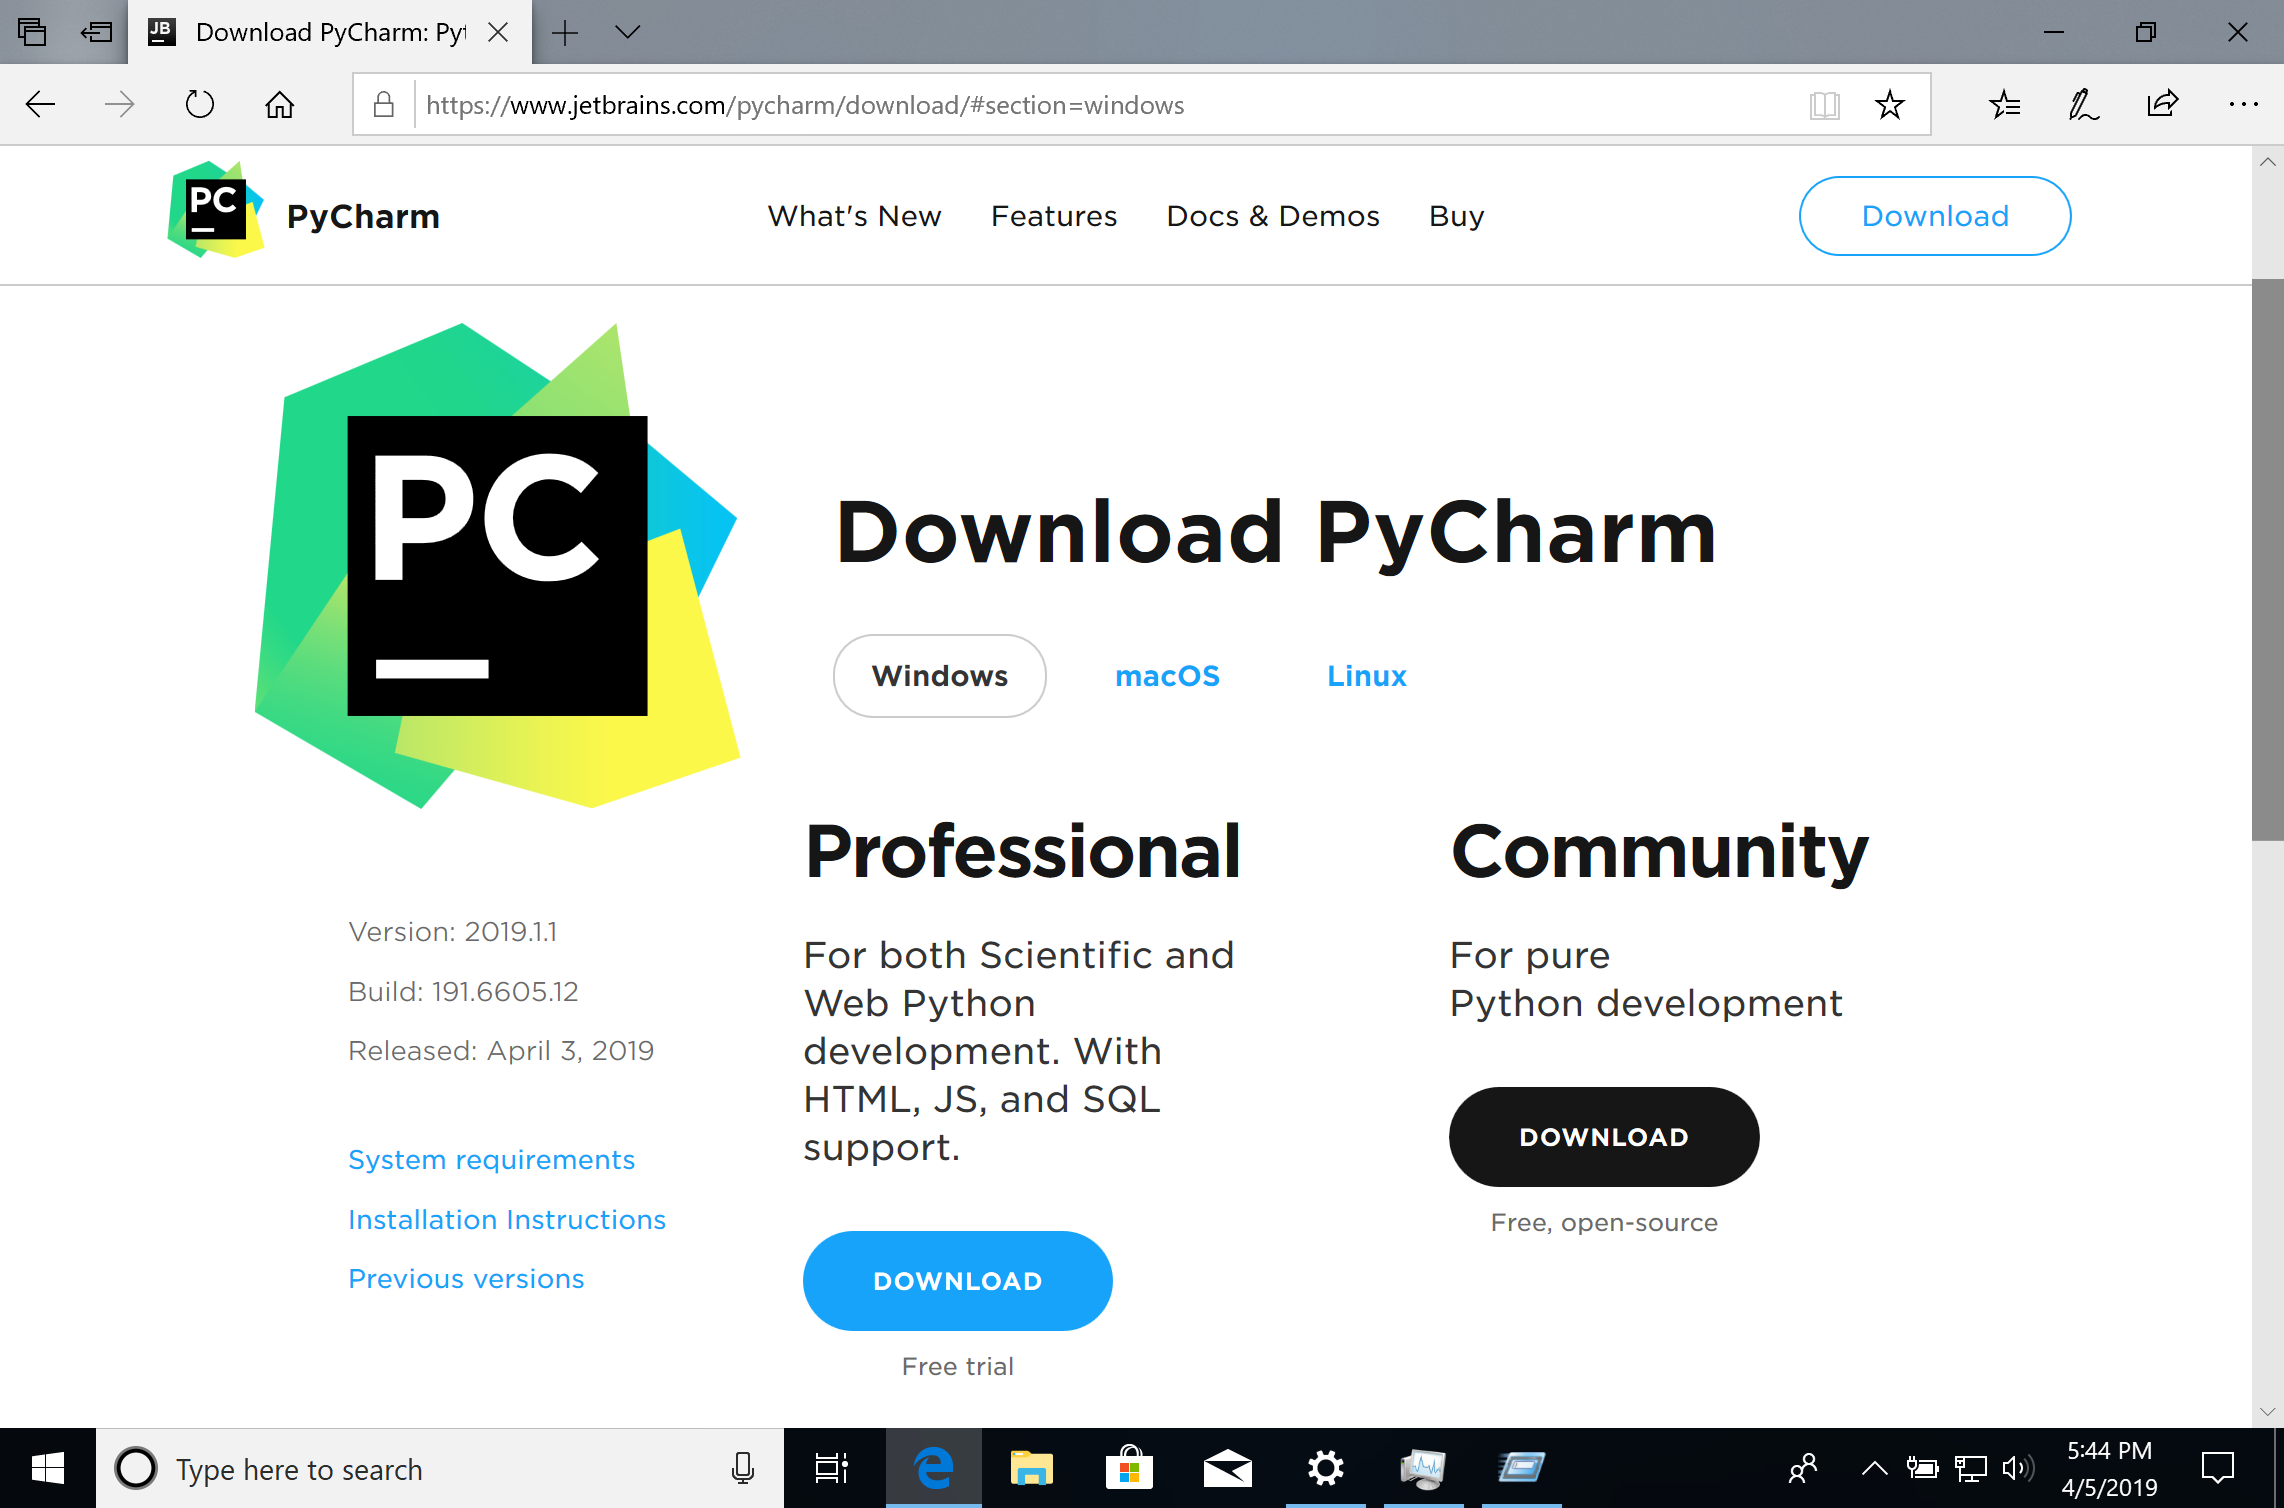 JB
Download PyCharm: Pyt
https://www.jetbrains.com/pycharm/download/#section=windows
PC
PyCharm
What's New
Features
Docs & Demos
Buy
Download
PC
Download PyCharm
Windows
macOS
Linux
Version: 2019.1.1
Build: 191.6605.12
Released: April 3, 2019
System requirements
Installation Instructions
Previous versions
Professional
For both Scientific and
Web Python
development. With
HTML, JS, and SQL
support.
DOWNLOAD
Free trial
Community
For pure
Python development
DOWNLOAD
Free, open-source
Type here to search
5:44 PM
4/5/2019